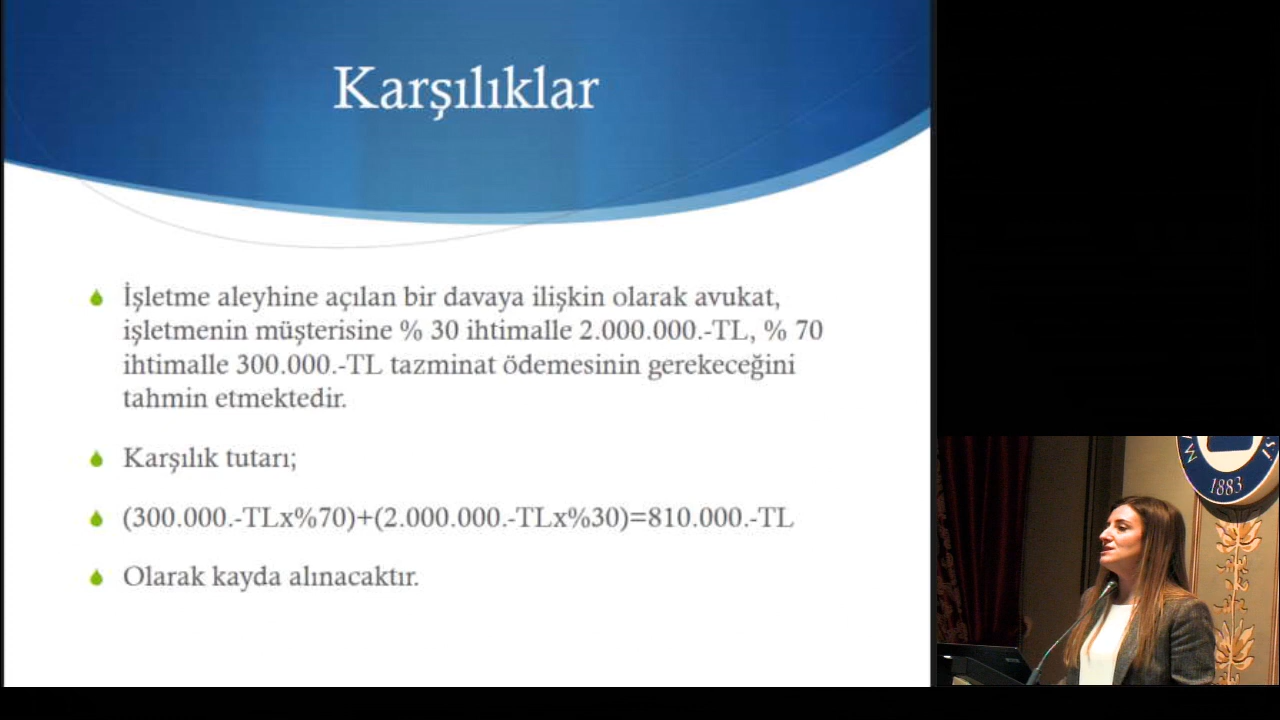 Karşılıklar
İşletme aleyhine açılan bir davaya ilişkin olarak avukat,
işletmenin müşterisine % 30 ihtimalle 2.000.000.-TL, % 70
ihtimalle 300.000.-TL tazminat ödemesinin gerekeceğini
tahmin etmektedir.
Karşılık tutarı;
(300.000.-TLx%70)+(2.000.000.-TLx%30)=810.000.-TL
Olarak kayda alınacaktır.
1883